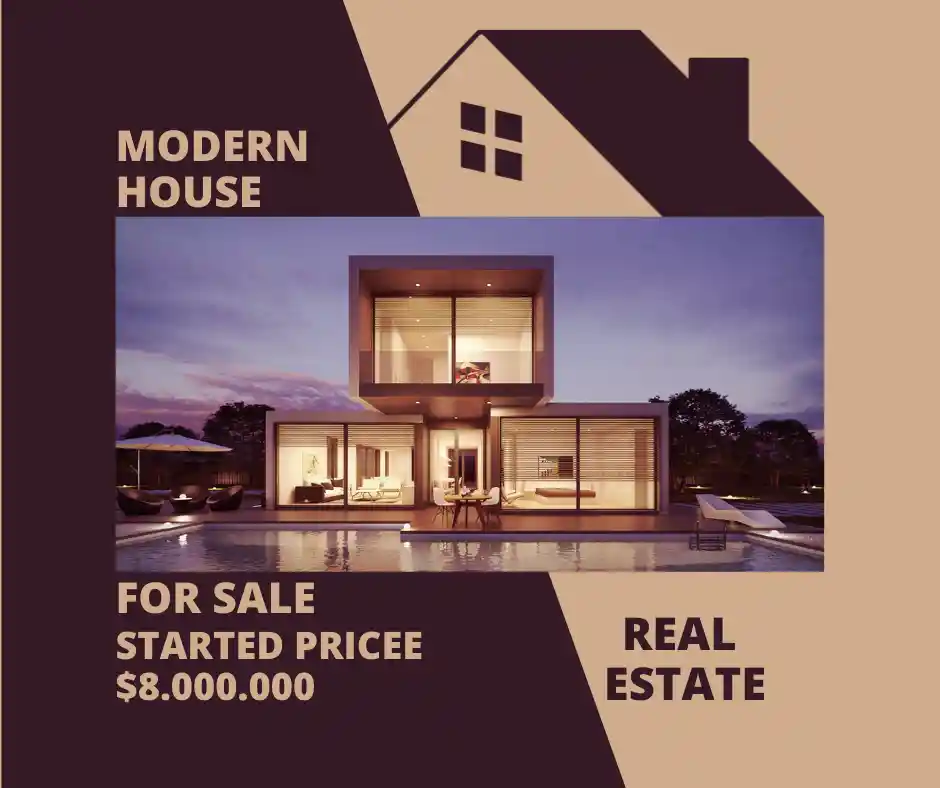 MODERN
HOUSE
FOR SALE
STARTED PRICEE
$8.000.000
REAL
ESTATE